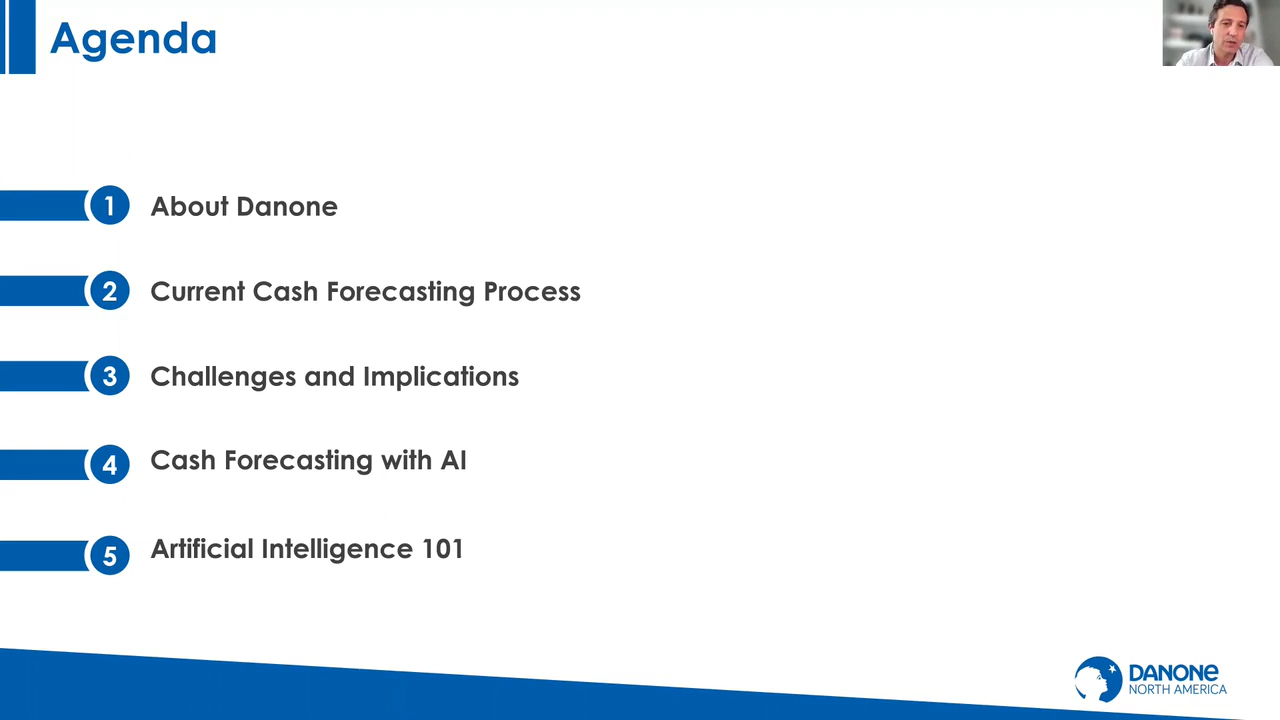 Agenda
1 About Danone
2 Current Cash Forecasting Process
3 Challenges and Implications
4 Cash Forecasting with AI
5 Artificial Intelligence 101
DANONE
NORTH AMERICA